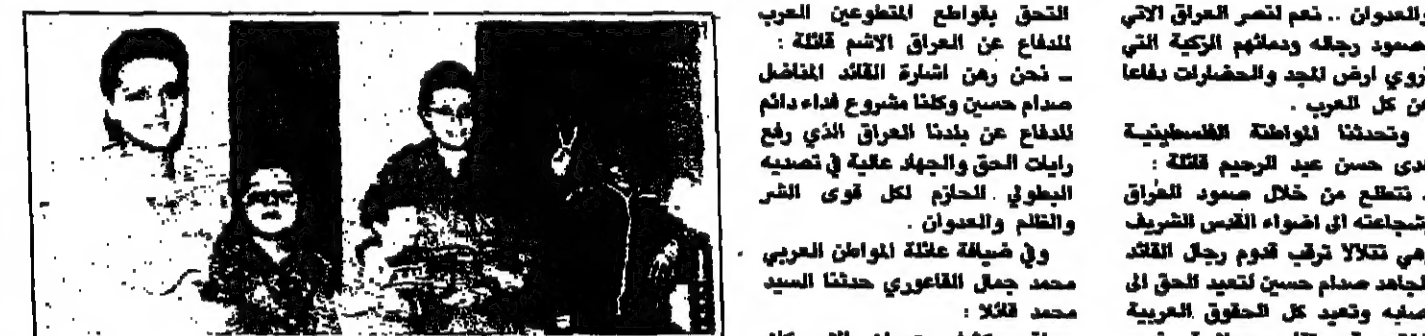 والعدوان .. نعم لنصر العراق الاتي
صمود رجاله ودمائهم الزكية التي
تروي ارض المجد والحضارات دفاعا
عن كل العرب .
وتحدثنا المواطنة الفلسطينية
حسن عبد الرحيم قائلة :
نتطلع من خلال صمود العراق
شجاعته الى اضواء القدس الشريف
هي تتلالا ترقب قدوم رجال القائد
لمجاهد صدام حسين لتعيد الحق الى
وتعيد كل الحقوق العربية
التحق بقواطع المتطوعين العرب
للدفاع عن العراق الاشم قائلة :
ـ نحن رهن اشارة القائد المناضل
صدام حسين وكلنا مشروع فداء دائم
للدفاع عن بلدنا العراق الذي رفع
رايات الحق والجهاد عالية في تصديه
البطولي الحازم لكل قوى الشر
والظلم والعدوان .
وفي ضيافة عائلة المواطن العربي
محمد جمال القاعوري حدثنا السيد
محمد قائلا :